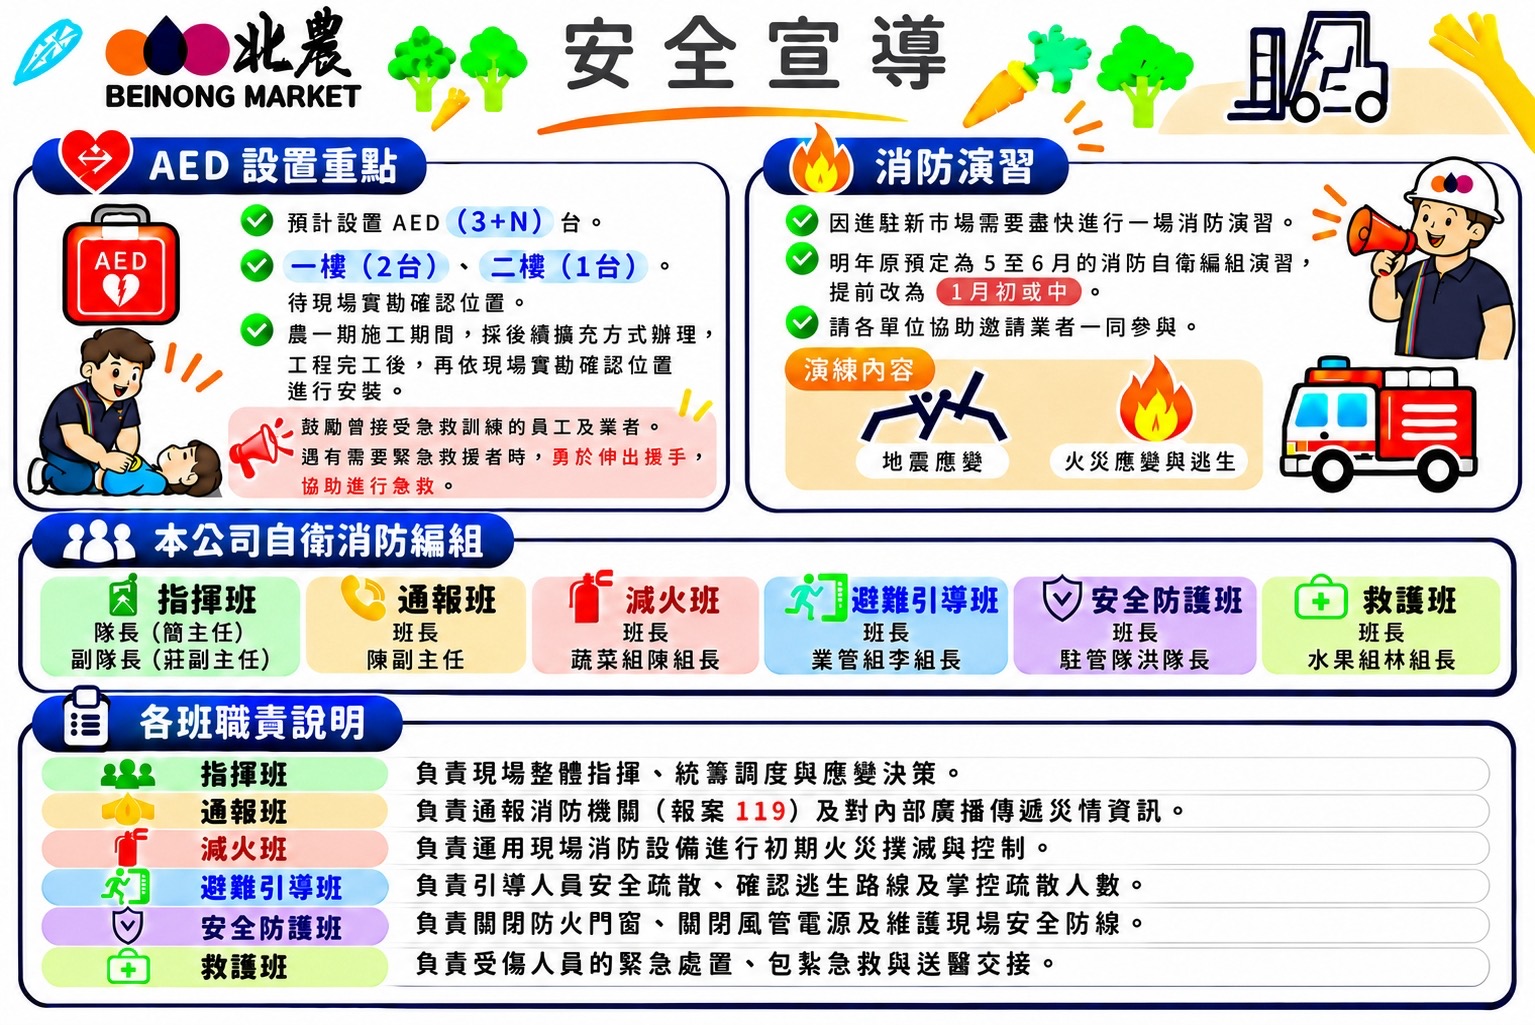 北農
BEINONG MARKET
安全宣導
AED 設置重點
AED
預計設置 AED（3+N）台。
一樓（2台）、二樓（1台）。
待現場實勘確認位置。
農一期施工期間，採後續擴充方式辦理，
工程完工後，再依現場實勘確認位置
進行安裝。
鼓勵曾接受急救訓練的員工及業者。
遇有需要緊急救援者時，勇於伸出援手，
協助進行急救。
消防演習
因進駐新市場需要盡快進行一場消防演習。
明年原預定為 5 至 6 月的消防自衛編組演習，
提前改為 1月初或中。
請各單位協助邀請業者一同參與。
演練內容
地震應變
火災應變與逃生
本公司自衛消防編組
指揮班
隊長（簡主任）
副隊長（莊副主任）
通報班
班長
陳副主任
滅火班
班長
蔬菜組陳組長
避難引導班
班長
業管組李組長
安全防護班
班長
駐管隊洪隊長
救護班
班長
水果組林組長
各班職責說明
指揮班 負責現場整體指揮、統籌調度與應變決策。
通報班 負責通報消防機關（報案 119）及對內部廣播傳遞災情資訊。
滅火班 負責運用現場消防設備進行初期火災撲滅與控制。
避難引導班 負責引導人員安全疏散、確認逃生路線及掌控疏散人數。
安全防護班 負責關閉防火門窗、關閉風管電源及維護現場安全防線。
救護班 負責受傷人員的緊急處置、包紮急救與送醫交接。